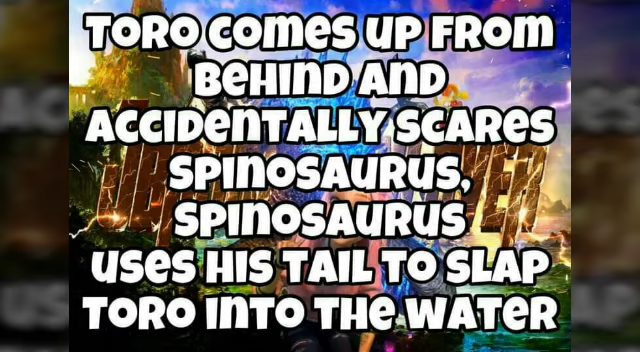 TORO COMES UP FROM
BEHIND AND
ACCIDENTALLY SCARES
SPINOSAURUS,
SPINOSAURUS
USES HIS TAIL TO SLAP
TORO INTO THE WATER